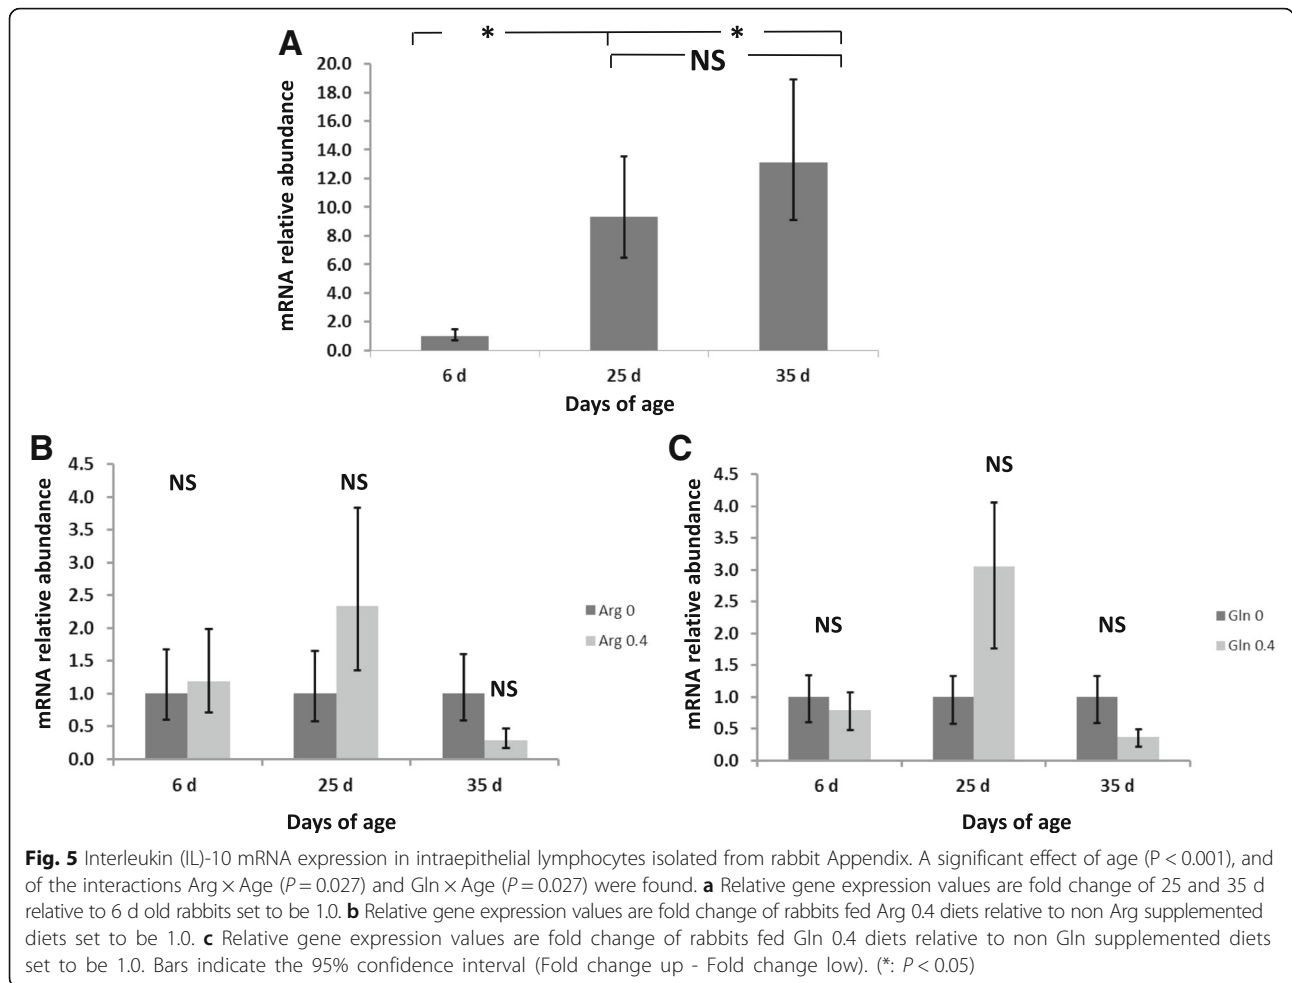 A
* *
NS
mRNA relative abundance
20.0
18.0
16.0
14.0
12.0
10.0
8.0
6.0
4.0
2.0
0.0
6 d 25 d 35 d
Days of age
B
mRNA relative abundance
4.5
4.0
3.5
3.0
2.5
2.0
1.5
1.0
0.5
0.0
NS NS NS
Arg 0
Arg 0.4
6 d 25 d 35 d
Days of age
C
mRNA relative abundance
4.5
4.0
3.5
3.0
2.5
2.0
1.5
1.0
0.5
0.0
NS NS NS
Gln 0
Gln 0.4
6 d 25 d 35 d
Days of age
Fig. 5 Interleukin (IL)-10 mRNA expression in intraepithelial lymphocytes isolated from rabbit Appendix. A significant effect of age (P < 0.001), and
of the interactions Arg × Age (P = 0.027) and Gln × Age (P = 0.027) were found. a Relative gene expression values are fold change of 25 and 35 d
relative to 6 d old rabbits set to be 1.0. b Relative gene expression values are fold change of rabbits fed Arg 0.4 diets relative to non Arg supplemented
diets set to be 1.0. c Relative gene expression values are fold change of rabbits fed Gln 0.4 diets relative to non Gln supplemented diets
set to be 1.0. Bars indicate the 95% confidence interval (Fold change up - Fold change low). (*: P < 0.05)